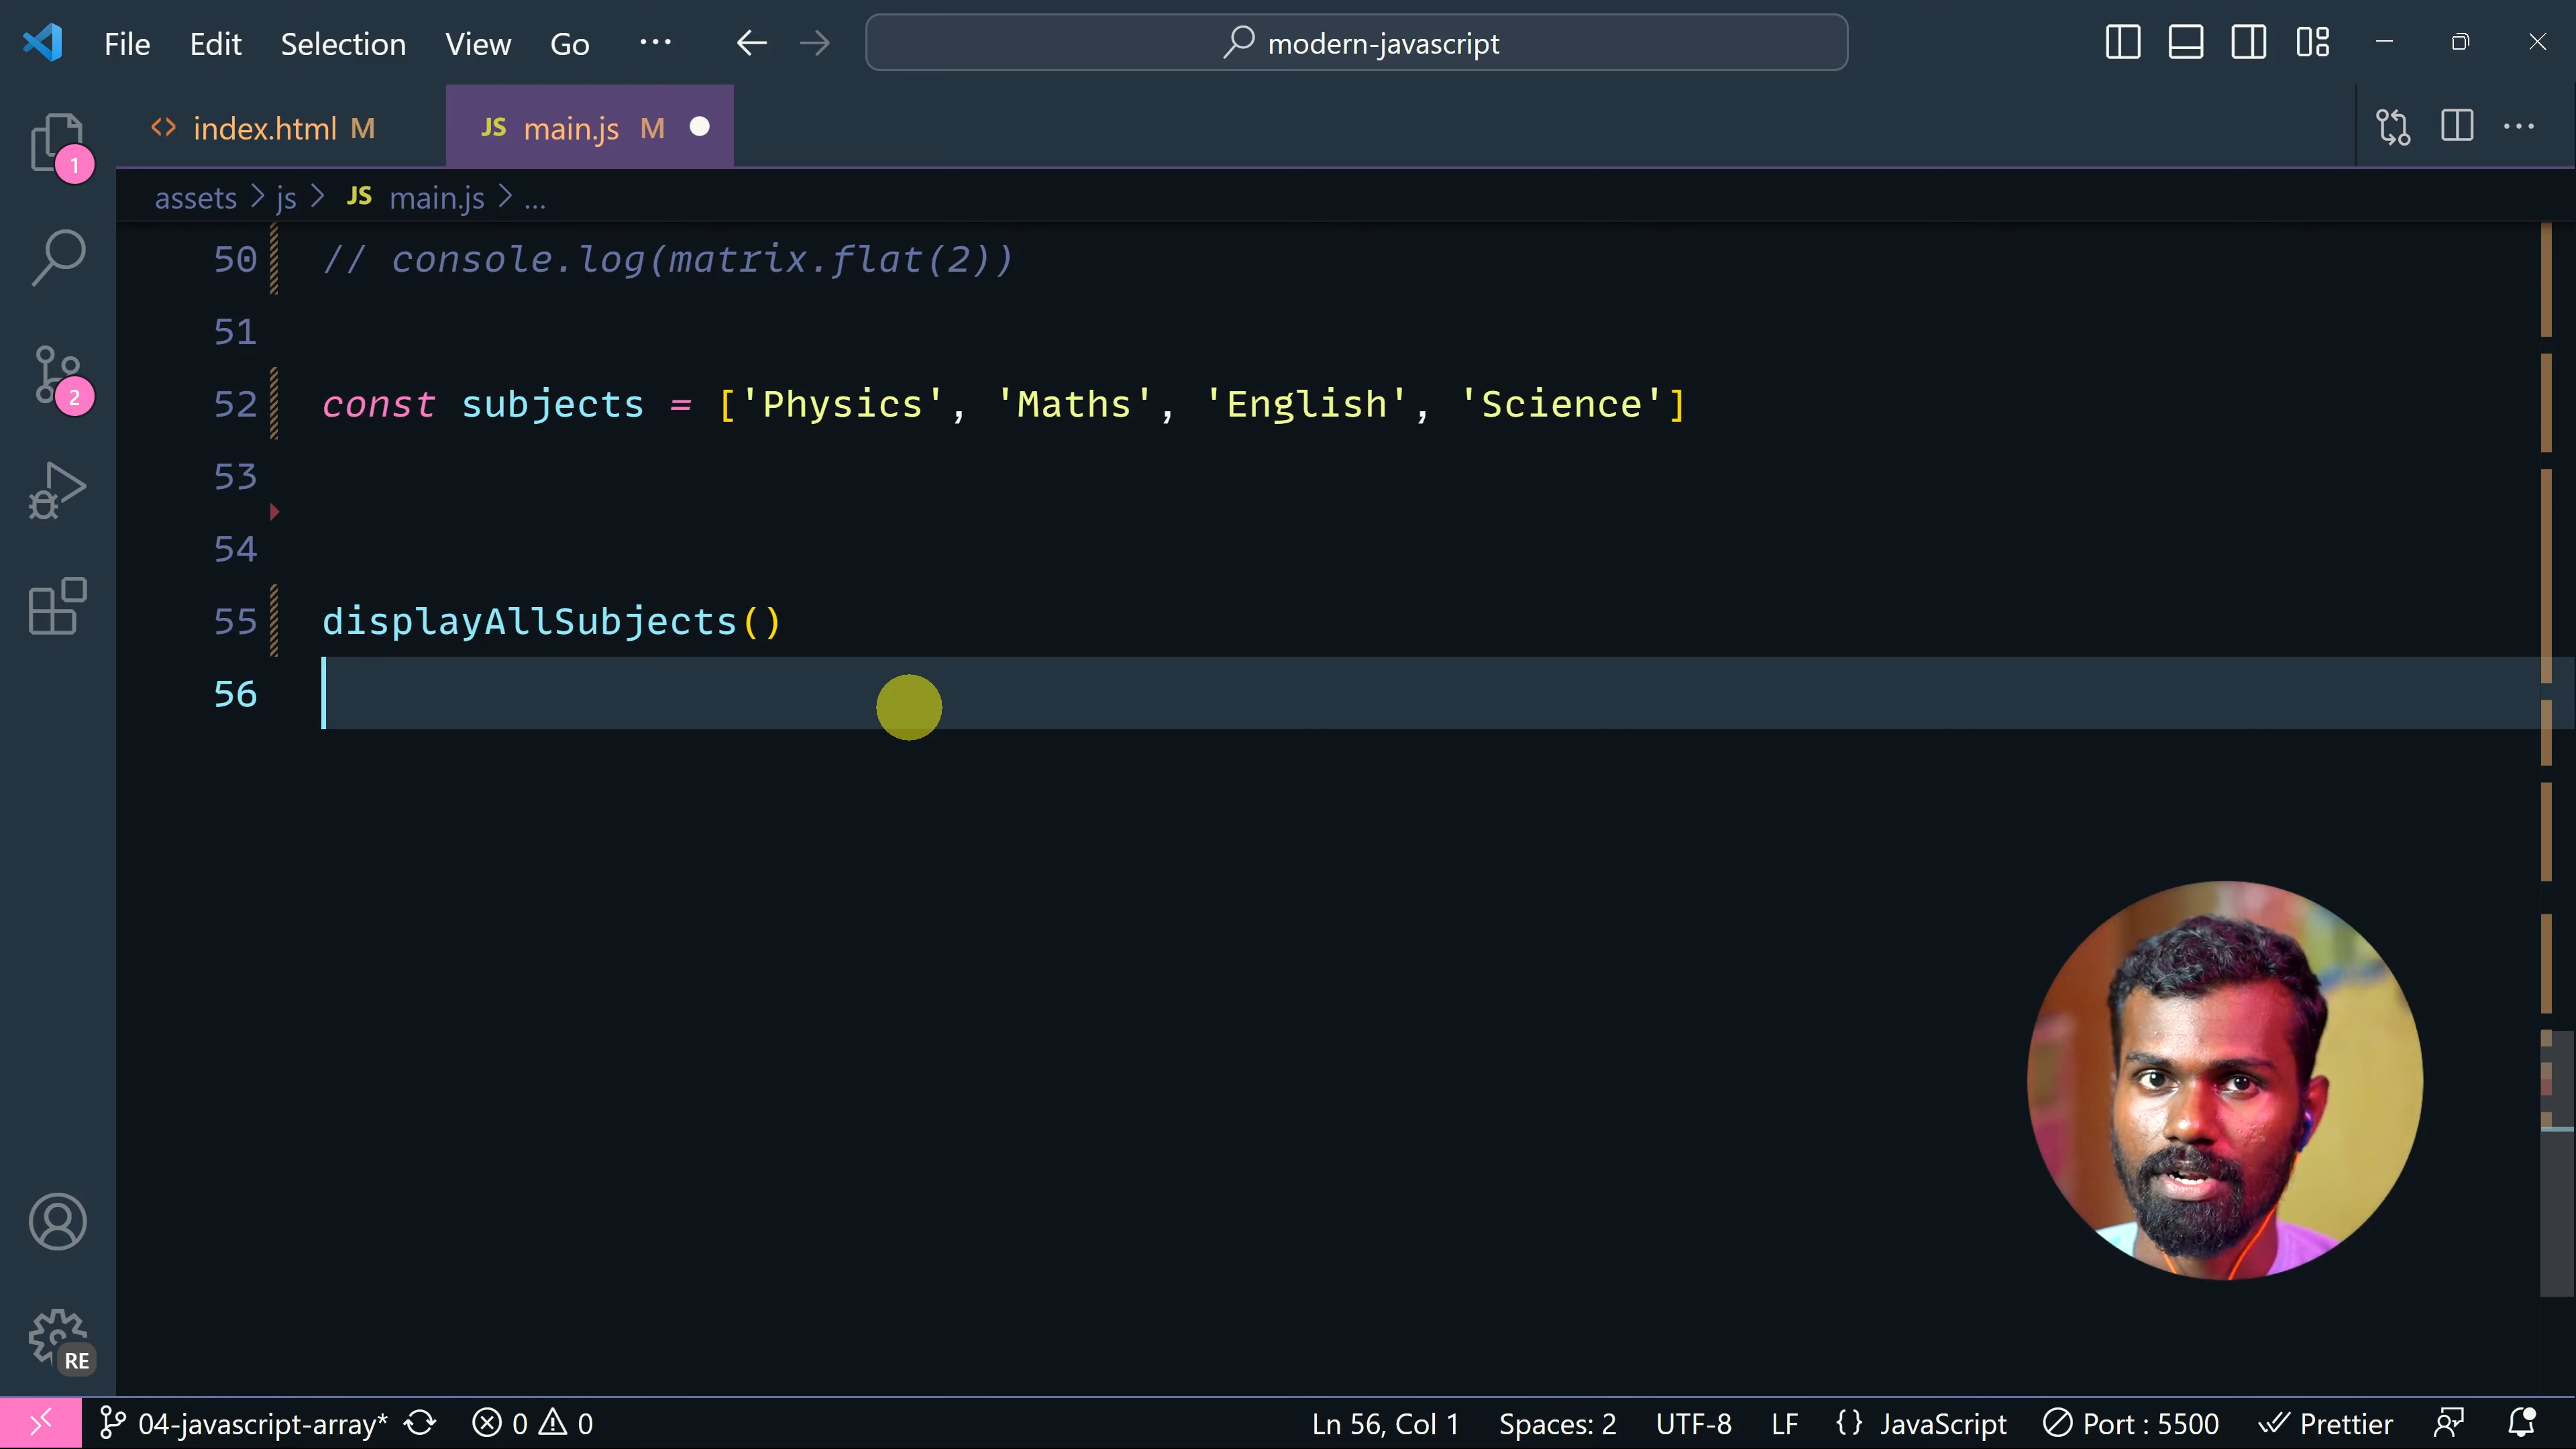 File Edit Selection View Go ... modern-javascript
index.html M JS main.js M
1
assets > js > JS main.js > ...
50 // console.log(matrix.flat(2))
51
52 const subjects = ['Physics', 'Maths', 'English', 'Science']
2
53
54
55 displayAllSubjects()
56
RE
04-javascript-array* 0 0 Ln 56, Col 1 Spaces: 2 UTF-8 LF {} JavaScript Port : 5500 Prettier